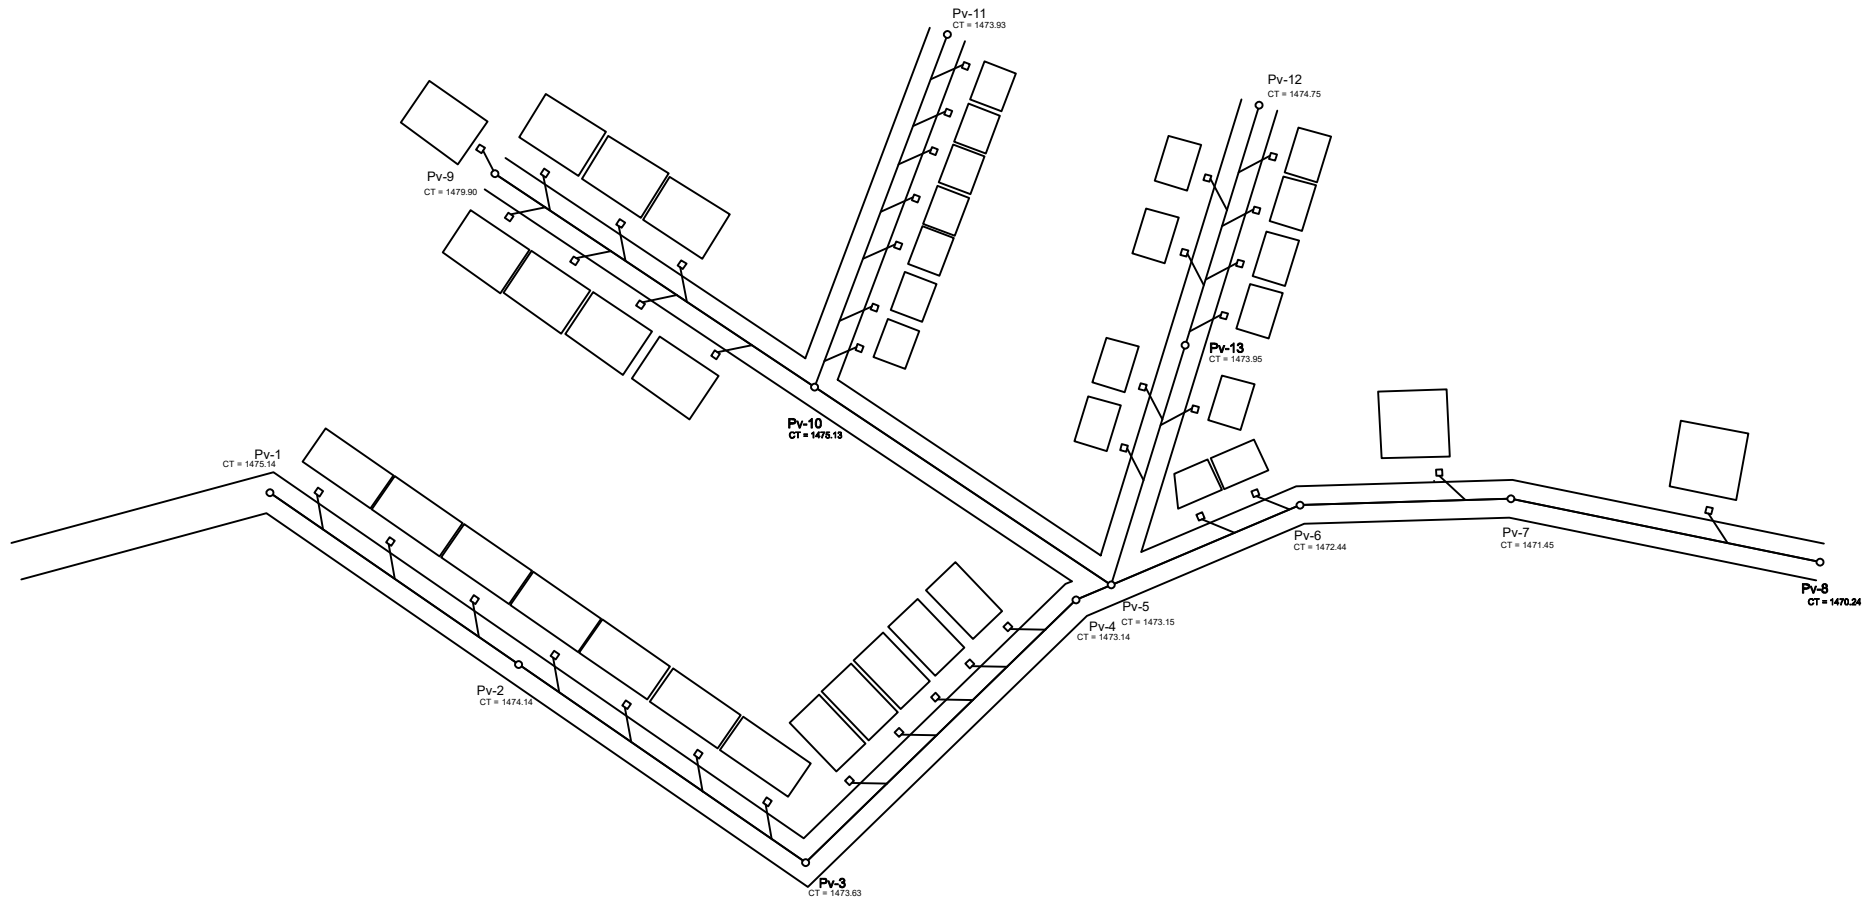 Pv-11
CT = 1473.93
Pv-12
CT = 1474.75
Pv-9
CT = 1479.90
Pv-13
CT = 1473.95
Pv-10
CT = 1475.13
Pv-1
CT = 1475.14
Pv-6
CT = 1472.44
Pv-7
CT = 1471.45
Pv-8
CT = 1470.24
Pv-5
CT = 1473.15
Pv-4
CT = 1473.14
Pv-2
CT = 1474.14
Pv-3
CT = 1473.63